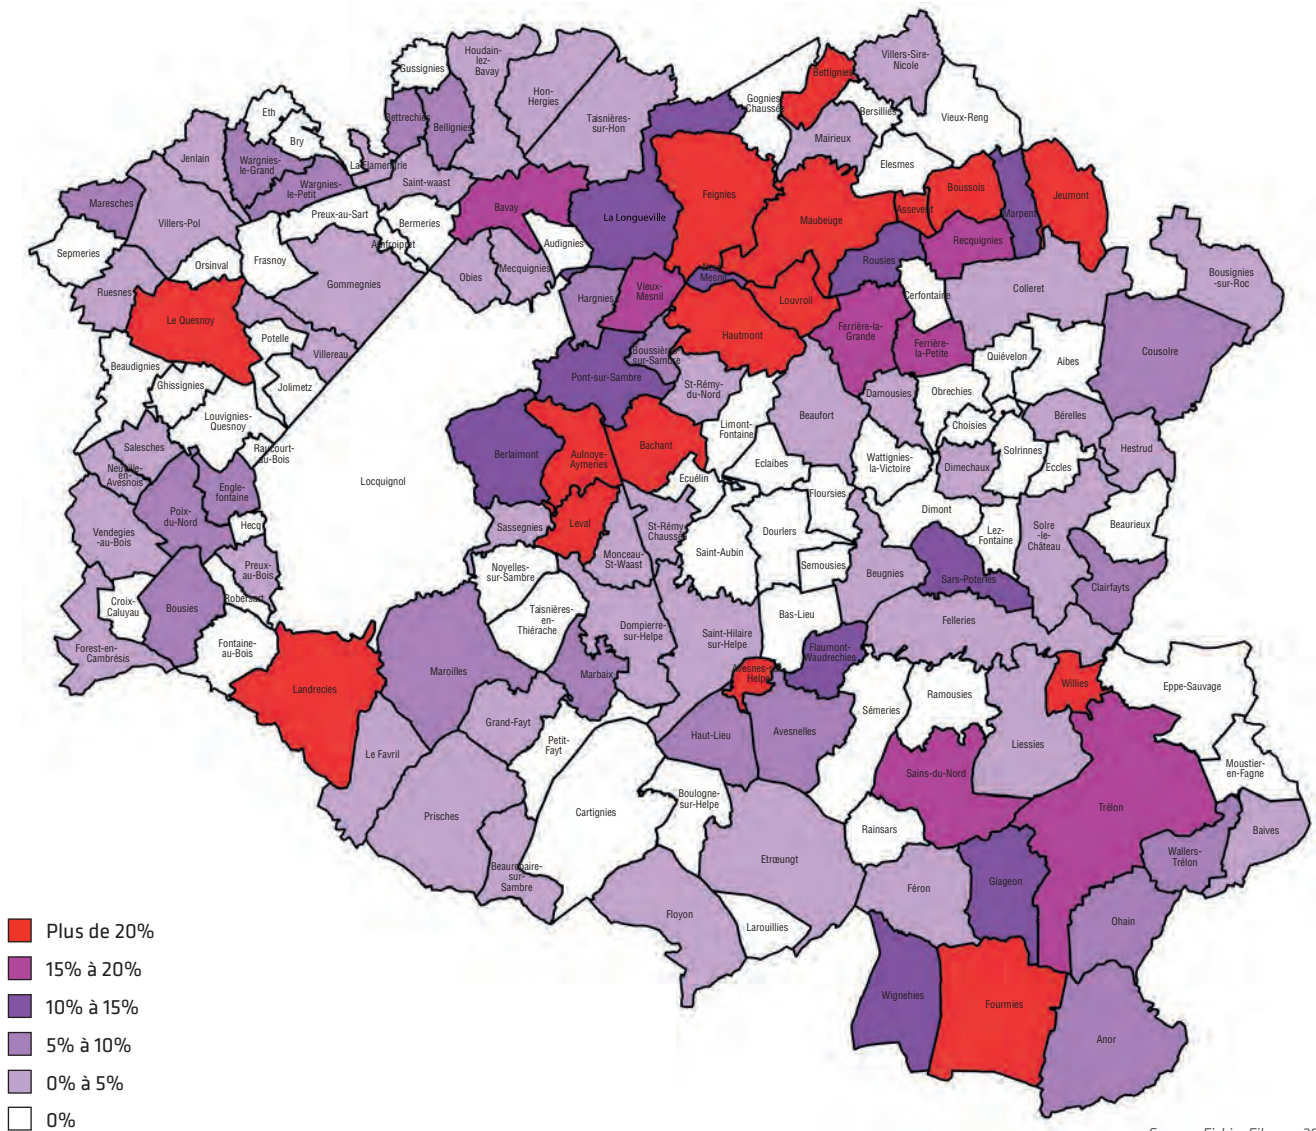 Gussignies
Houdain-
lez-
Bavay
Hon-
Hergies
Taisnières-
sur-Hon
Bettignies
Villers-Sire-
Nicole
Gognies
Chaussée
Bersillies
Vieux-Reng
Mairieux
Elesmes
Eth
Bry
Bettrechies
Bellignies
La Flamengrie
Saint-waast
Jenlain
Wargnies-
le-Grand
Wargnies-
le-Petit
Maresches
Villers-Pol
Preux-au-Sart
Bermeries
Amfroipret
Bavay
Audignies
La Longueville
Feignies
Maubeuge
Assevent
Boussois
Marpent
Jeumont
Recquignies
Rousies
Sepmeries
Orsinval
Frasnoy
Gommegnies
Obies
Mecquignies
Ruesnes
Le Quesnoy
Potelle
Villereau
Jolimetz
Hargnies
Vieux-
Mesnil
Neuf-
Mesnil
Louvroil
Hautmont
Cerfontaine
Colleret
Bousignies
-sur-Roc
Ferrière-la-
Grande
Ferrière-
la-Petite
Quiévelon
Aibes
Cousolre
Beaudignies
Ghissignies
Louvignies-
Quesnoy
Raucourt-
au-Bois
Boussières-
sur-Sambre
Pont-sur-Sambre
St-Rémy-
du-Nord
Limont-
Fontaine
Beaufort
Damousies
Obrechies
Choisies
Bérelles
Hestrud
Salesches
Neuville-
en-
Avesnois
Engle-
fontaine
Poix-
du-Nord
Hecq
Vendegies
-au-Bois
Preux-
au-Bois
Robersart
Locquignol
Berlaimont
Aulnoye-
Aymeries
Bachant
Ecuélin
Eclaibes
Wattignies-
la-Victoire
Dimechaux
Solrinnes
Eccles
Floursies
Dimont
Lez-
Fontaine
Solre
-le-
Château
Beaurieux
Leval
Sassegnies
Monceau-
St-Waast
St-Rémy-
Chaussée
Saint-Aubin
Dourlers
Semousies
Beugnies
Sars-Poteries
Clairfayts
Noyelles-
sur-Sambre
Taisnières-
en-
Thiérache
Dompierre-
sur-Helpe
Saint-Hilaire
sur-Helpe
Bas-Lieu
Felleries
Croix-
Caluyau
Bousies
Fontaine-
au-Bois
Forest-en-
Cambrésis
Landrecies
Maroilles
Marbaix
Avesnes-sur
Helpe
Flaumont-
Waudrechies
Ramousies
Willies
Eppe-Sauvage
Sémeries
Liessies
Moustier-
en-Fagne
Grand-Fayt
Petit-
Fayt
Haut-Lieu
Avesnelles
Sains-du-Nord
Trélon
Le Favril
Prisches
Cartignies
Boulogne-
sur-Helpe
Rainsars
Baives
Wallers-
Trélon
Beaurepaire-
sur-
Sambre
Etrœungt
Féron
Glageon
Ohain
Floyon
Larouillies
Wignehies
Fourmies
Anor
Plus de 20%
15% à 20%
10% à 15%
5% à 10%
0% à 5%
0%